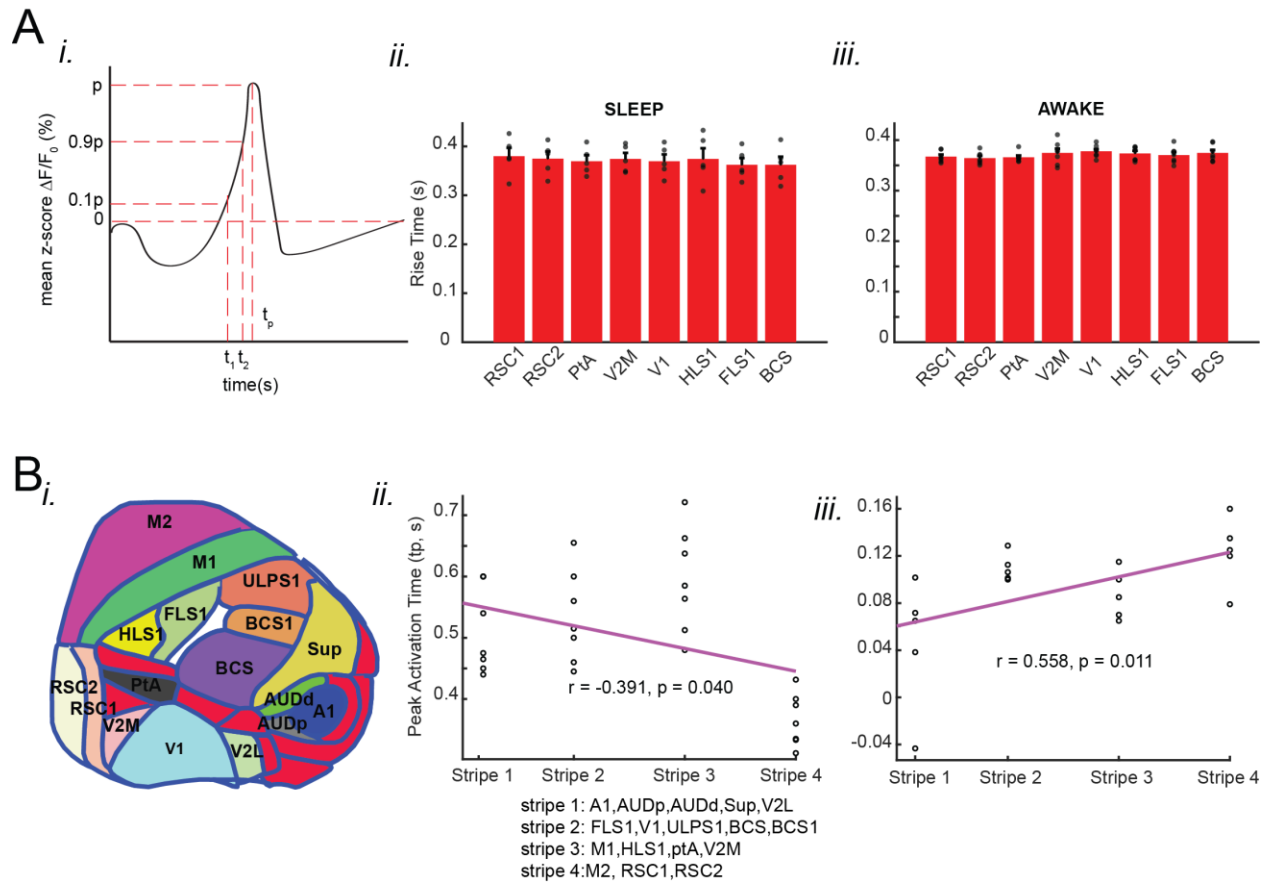 A
i.
mean z-score ΔF/F0 (%)
p
0.9p
0.1p
0
t1 t2
tp
time(s)
ii.
SLEEP
Rise Time (s)
0.4
0.3
0.2
0.1
0
RSC1
RSC2
PtA
V2M
V1
HLS1
FLS1
BCS
iii.
AWAKE
0.4
0.3
0.2
0.1
0
RSC1
RSC2
PtA
V2M
V1
HLS1
FLS1
BCS
B
i.
M2
M1
ULPS1
FLS1
HLS1
BCS1
Sup
BCS
PtA
RSC2
RSC1
V2M
AUDd
A1
AUDp
V1
V2L
ii.
Peak Activation Time (tp, s)
0.7
0.6
0.5
0.4
r = -0.391, p = 0.040
Stripe 1 Stripe 2 Stripe 3 Stripe 4
iii.
0.16
0.12
0.08
0.04
0
-0.04
r = 0.558, p = 0.011
Stripe 1 Stripe 2 Stripe 3 Stripe 4
stripe 1: A1,AUDp,AUDd,Sup,V2L
stripe 2: FLS1,V1,ULPS1,BCS,BCS1
stripe 3: M1,HLS1,ptA,V2M
stripe 4:M2, RSC1,RSC2